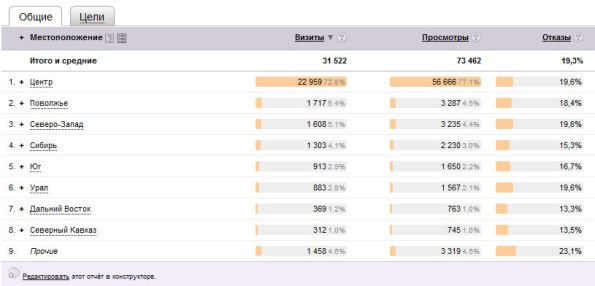 Общие Цели
+ Местоположение Визиты ▼ ? Просмотры ? Отказы ?
Итого и средние 31 522 73 462 19,3%
1. + Центр 22 959 72.8% 56 666 77.1% 19,6%
2. + Поволжье 1 717 5.4% 3 287 4.5% 18,4%
3. + Северо-Запад 1 608 5.1% 3 235 4.4% 19,6%
4. + Сибирь 1 303 4.1% 2 230 3.0% 15,3%
5. + Юг 913 2.9% 1 650 2.2% 16,7%
6. + Урал 883 2.8% 1 567 2.1% 19,6%
7. + Дальний Восток 369 1.2% 763 1.0% 13,3%
8. + Северный Кавказ 312 1.0% 745 1.0% 13,5%
9. Прочие 1 458 4.6% 3 319 4.5% 23,1%
Редактировать этот отчёт в конструкторе.